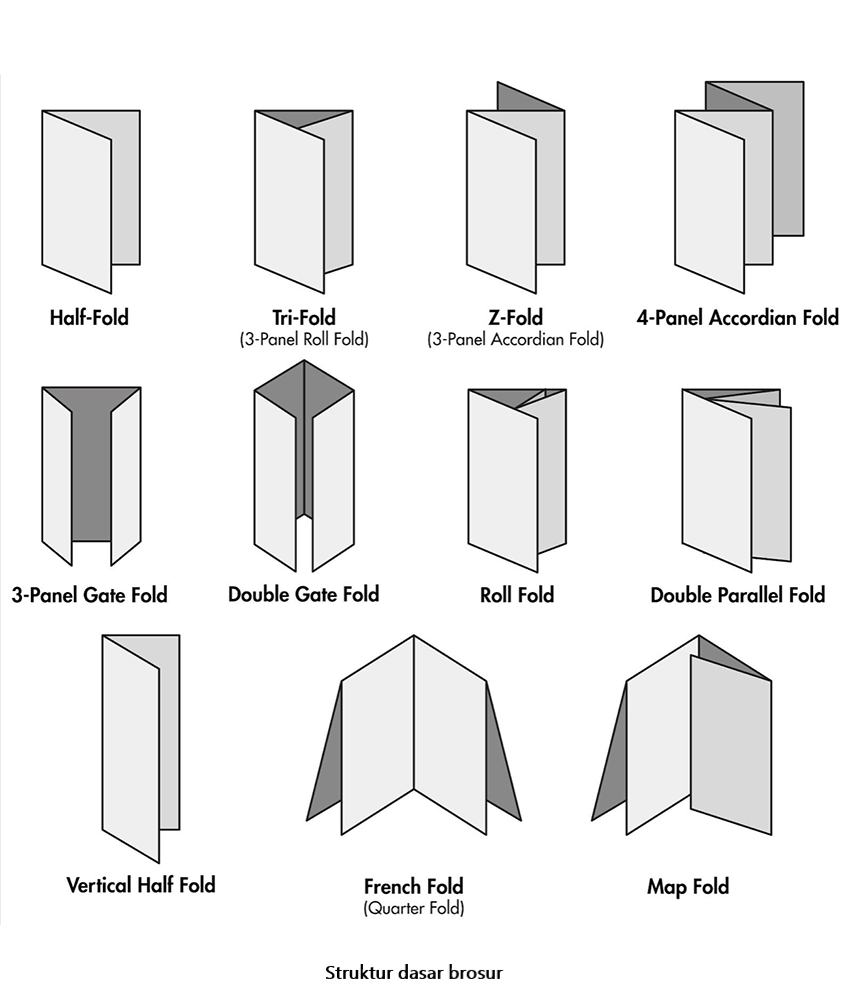 Half-Fold
Tri-Fold
(3-Panel Roll Fold)
Z-Fold
(3-Panel Accordian Fold)
4-Panel Accordian Fold
3-Panel Gate Fold
Double Gate Fold
Roll Fold
Double Parallel Fold
Vertical Half Fold
French Fold
(Quarter Fold)
Map Fold
Struktur dasar brosur